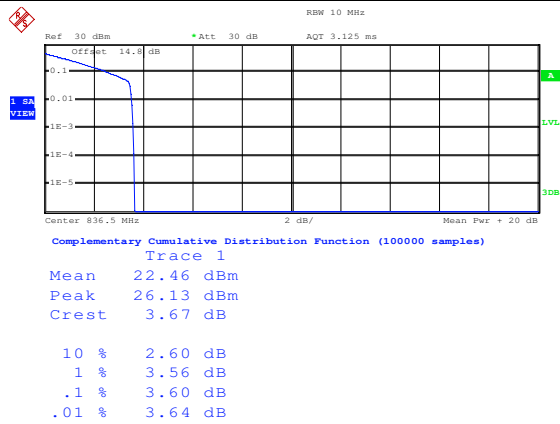 RBW 10 MHz
Ref 30 dBm *Att 30 dB AQT 3.125 ms
Offset 14.8 dB
0.1
A
1 SA
VIEW
0.01
LVL
1E-3
1E-4
1E-5
3DB
Center 836.5 MHz 2 dB/ Mean Pwr + 20 dB
Complementary Cumulative Distribution Function (100000 samples)
Trace 1
Mean 22.46 dBm
Peak 26.13 dBm
Crest 3.67 dB
10 % 2.60 dB
1 % 3.56 dB
.1 % 3.60 dB
.01 % 3.64 dB